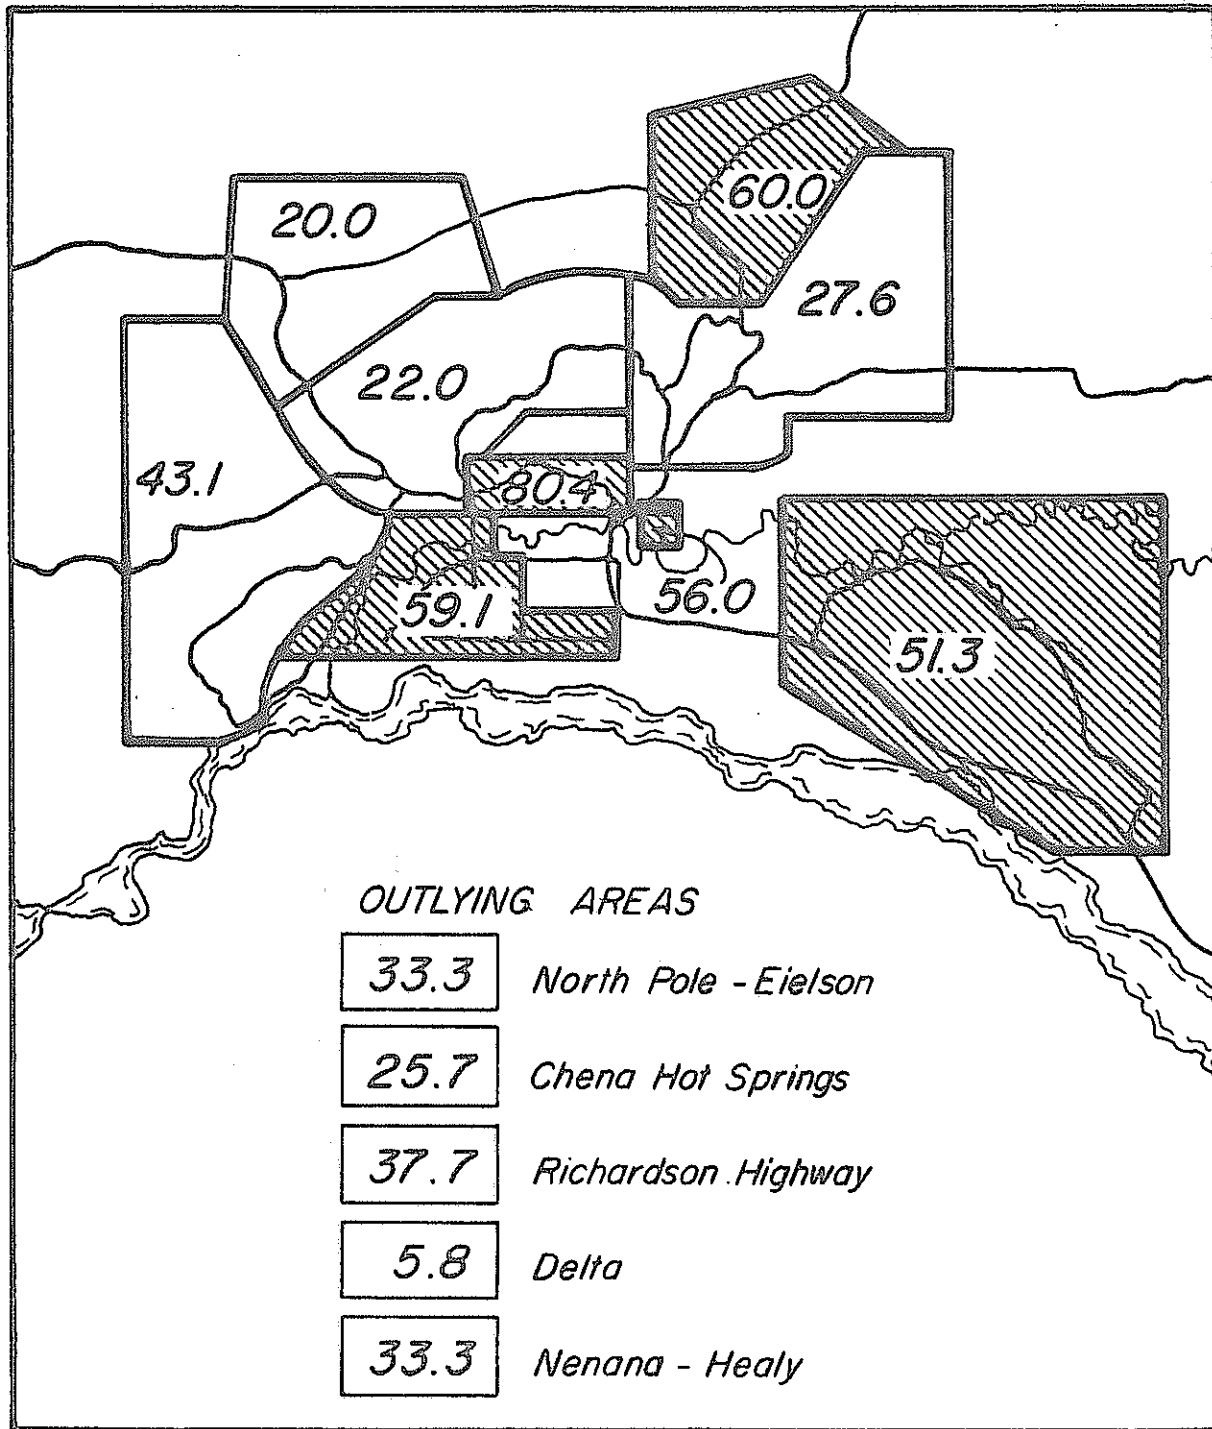 60.0
20.0
27.6
22.0
43.1
80.4
59.1
56.0
51.3
OUTLYING AREAS
33.3 North Pole - Eielson
25.7 Chena Hot Springs
37.7 Richardson Highway
5.8 Delta
33.3 Nenana - Healy